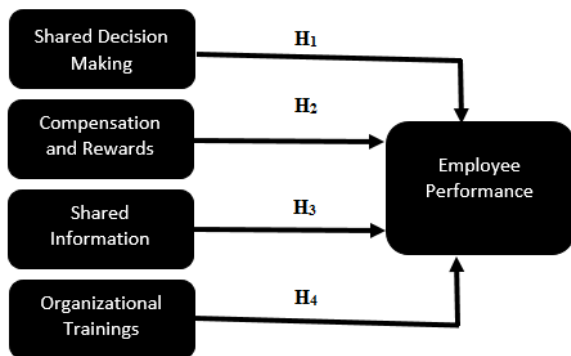 Shared Decision
Making
H1
Compensation
and Rewards
H2
Employee
Performance
Shared
Information
H3
Organizational
Trainings
H4